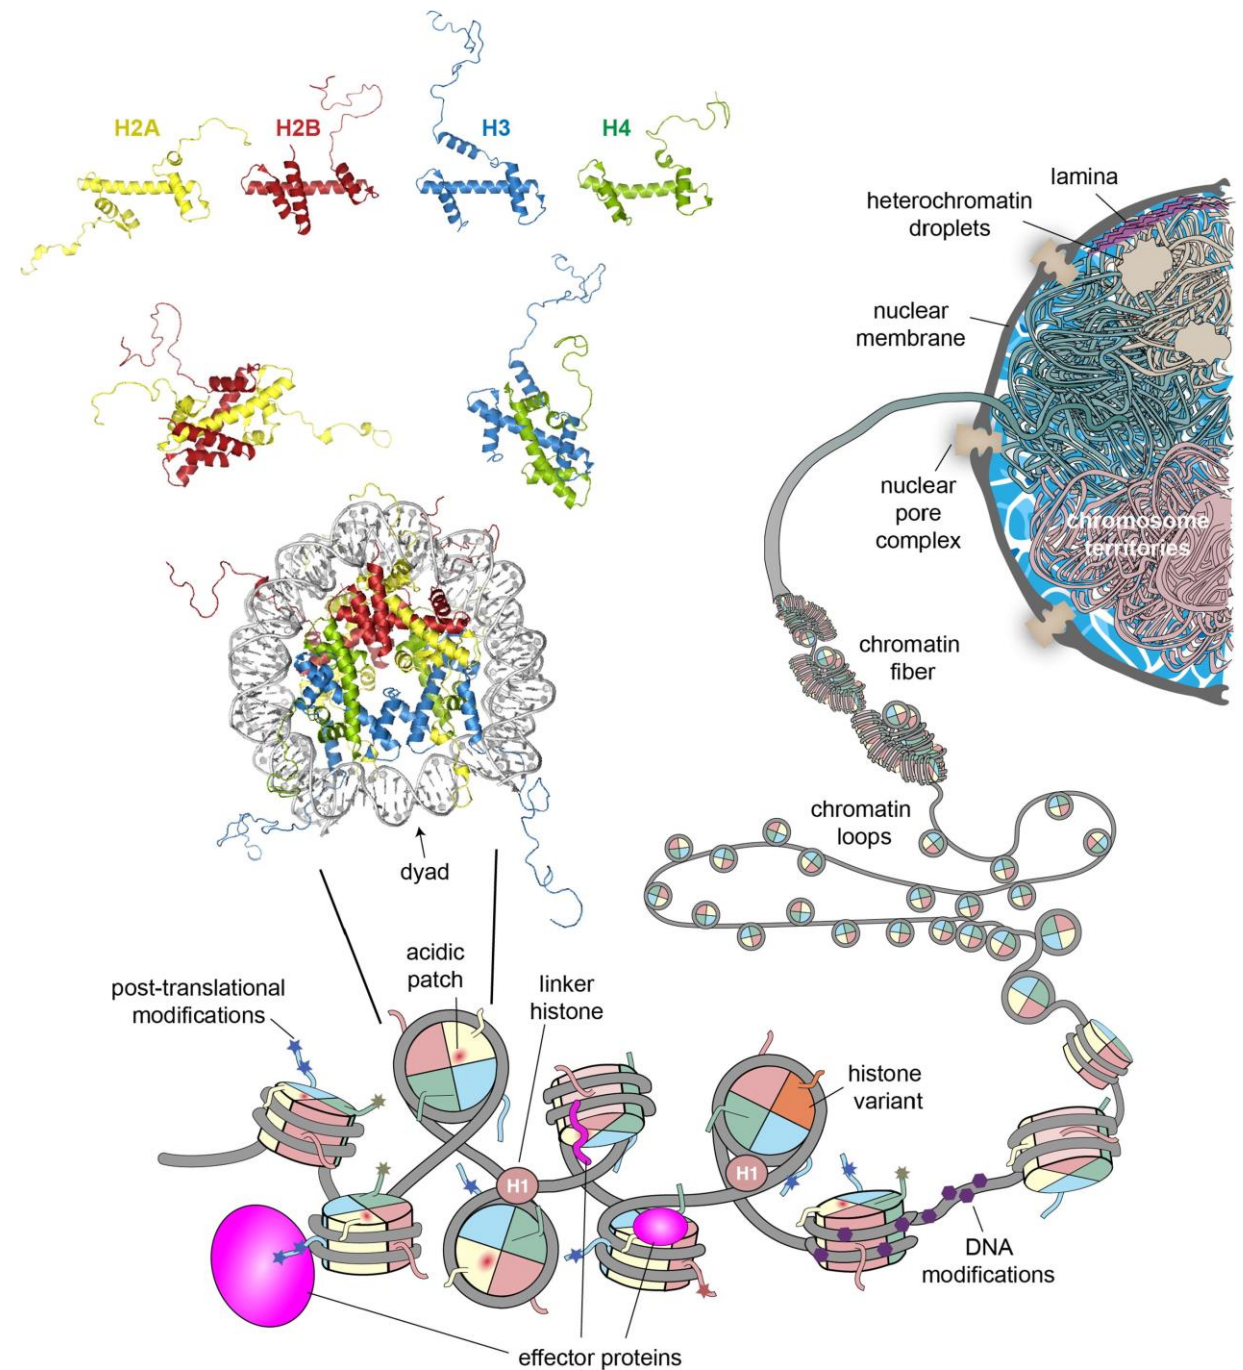 H2A
H2B
H3
H4
lamina
heterochromatin
droplets
nuclear
membrane
nuclear
pore
complex
chromosome
territories
chromatin
fiber
chromatin
loops
dyad
acidic
patch
linker
histone
post-translational
modifications
histone
variant
H1
H1
DNA
modifications
effector proteins